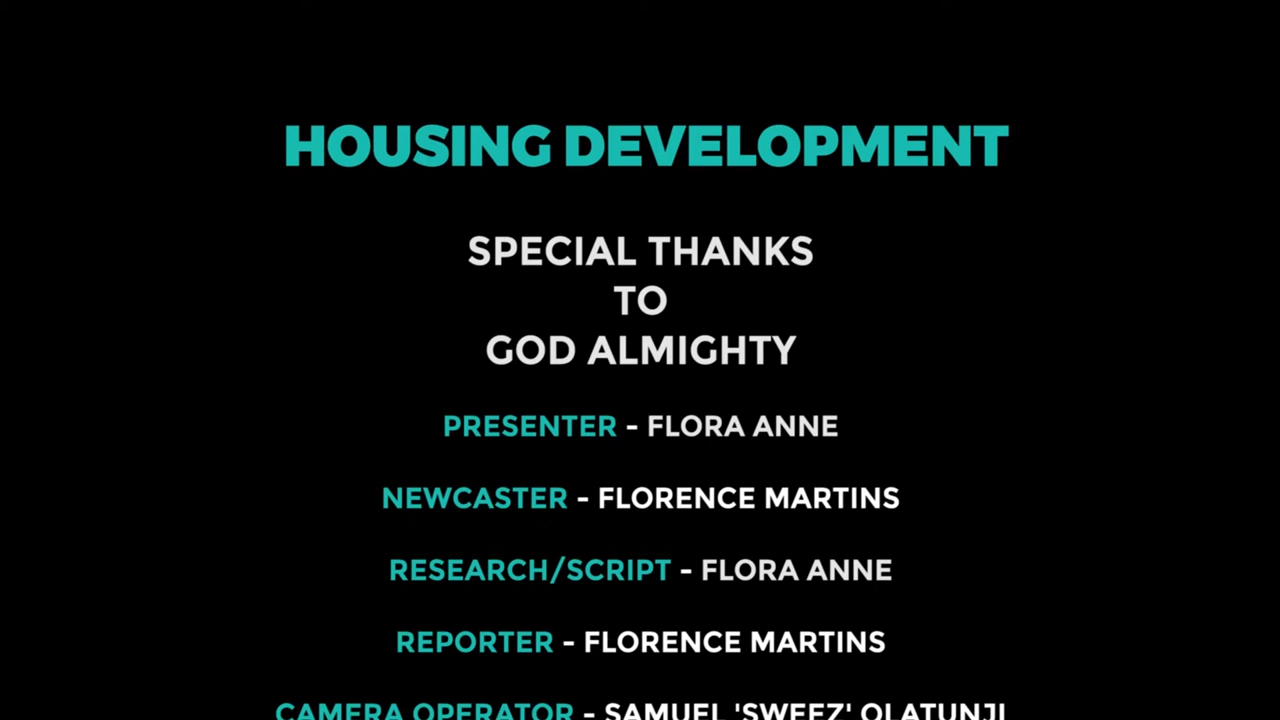 HOUSING DEVELOPMENT
SPECIAL THANKS
TO
GOD ALMIGHTY
PRESENTER - FLORA ANNE
NEWCASTER - FLORENCE MARTINS
RESEARCH/SCRIPT - FLORA ANNE
REPORTER - FLORENCE MARTINS
CAMERA OPERATOR - SAMUEL 'SWEEZ' OLATUNJI